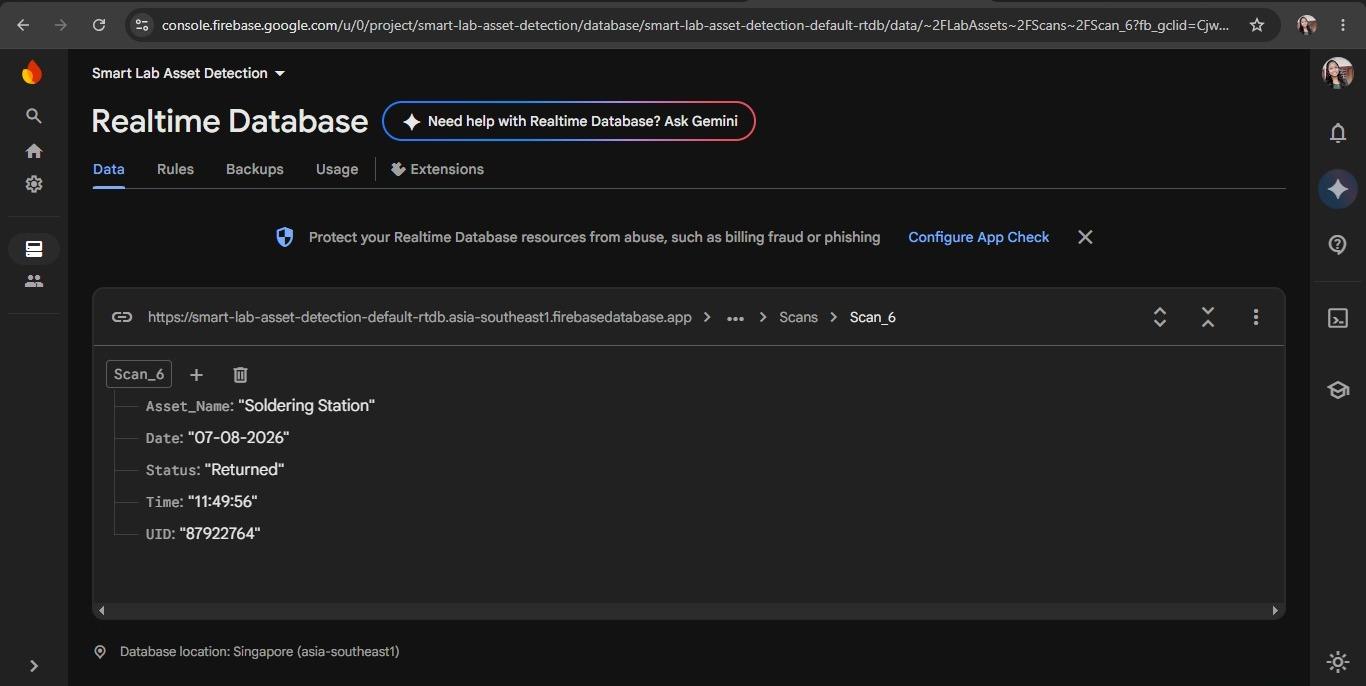 console.firebase.google.com/u/0/project/smart-lab-asset-detection/database/smart-lab-asset-detection-default-rtdb/data/~2FLabAssets~2FScans~2FScan_6?fb_gclid=Cjw...
Smart Lab Asset Detection
Realtime Database
Need help with Realtime Database? Ask Gemini
Data Rules Backups Usage Extensions
Protect your Realtime Database resources from abuse, such as billing fraud or phishing Configure App Check
https://smart-lab-asset-detection-default-rtdb.asia-southeast1.firebasedatabase.app > ... > Scans > Scan_6
Scan_6
Asset_Name: "Soldering Station"
Date: "07-08-2026"
Status: "Returned"
Time: "11:49:56"
UID: "87922764"
Database location: Singapore (asia-southeast1)